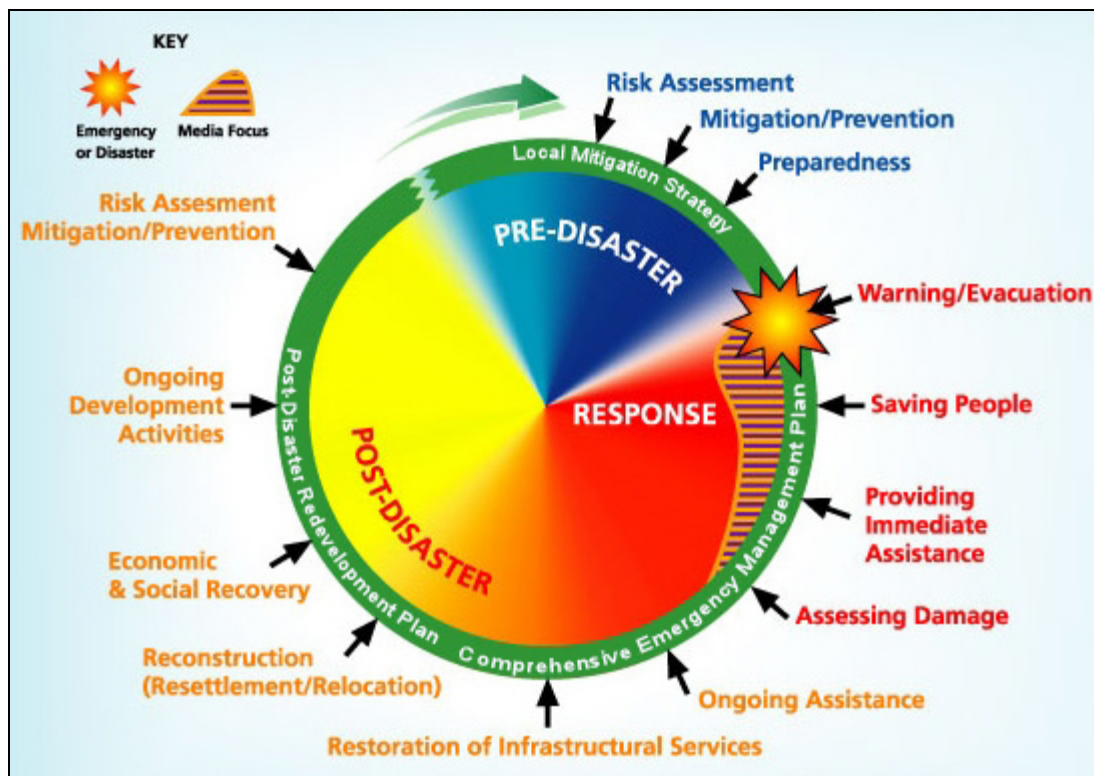 KEY
Emergency
or Disaster
Media Focus
Risk Assessment
Mitigation/Prevention
Preparedness
Warning/Evacuation
Saving People
Providing
Immediate
Assistance
Assessing Damage
Ongoing Assistance
Restoration of Infrastructural Services
Reconstruction
(Resettlement/Relocation)
Economic
& Social Recovery
Ongoing
Development
Activities
Risk Assesment
Mitigation/Prevention
Local Mitigation Strategy
Comprehensive Emergency Management Plan
Post-Disaster Redevelopment Plan
PRE-DISASTER
RESPONSE
POST-DISASTER